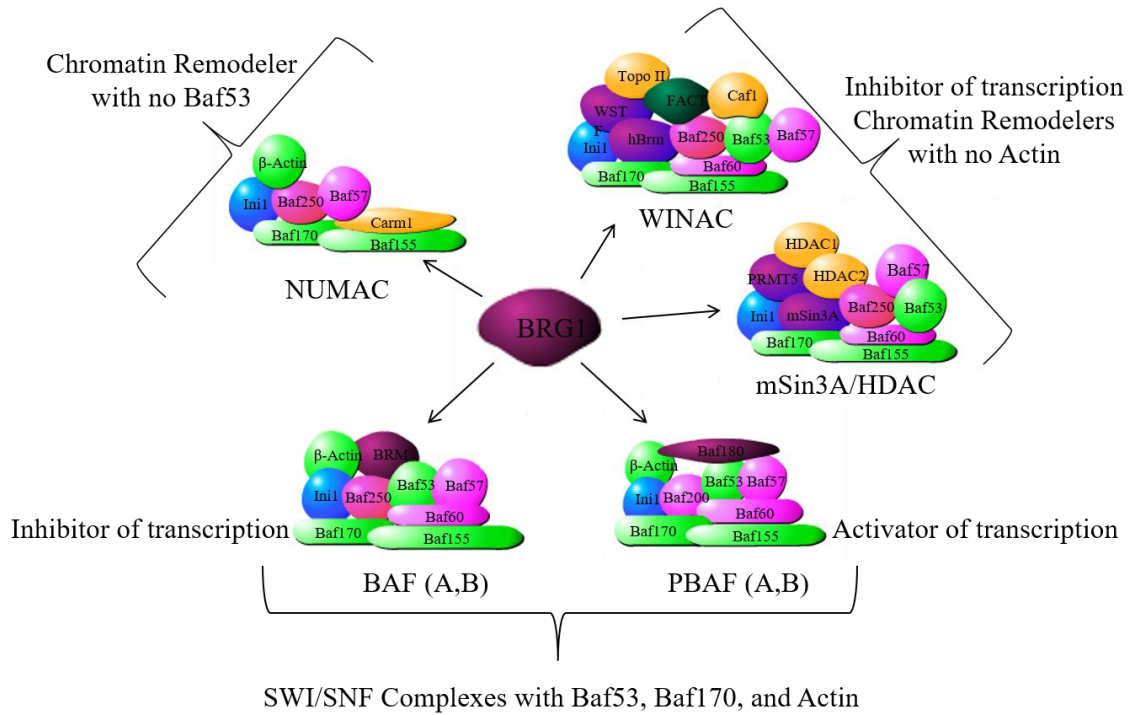 Chromatin Remodeler
with no Baf53
β-Actin
Ini1
Baf250
Baf57
Carm1
Baf170
Baf155
NUMAC
Topo II
WST
F
FACT
Caf1
Ini1
hBrm
Baf250
Baf53
Baf57
Baf60
Baf170
Baf155
WINAC
Inhibitor of transcription
Chromatin Remodelers
with no Actin
HDAC1
PRMT5
HDAC2
Baf57
Ini1
mSin3A
Baf250
Baf53
Baf60
Baf170
Baf155
mSin3A/HDAC
BRG1
β-Actin
BRM
Ini1
Baf250
Baf53
Baf57
Baf60
Baf170
Baf155
Inhibitor of transcription
BAF (A,B)
Baf180
β-Actin
Baf53
Baf57
Ini1
Baf200
Baf60
Baf170
Baf155
Activator of transcription
PBAF (A,B)
SWI/SNF Complexes with Baf53, Baf170, and Actin